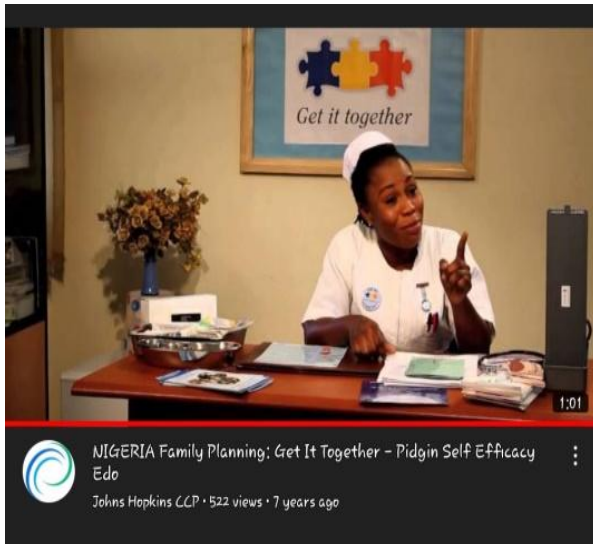 Get it together
1:01
NIGERIA Family Planning: Get It Together - Pidgin Self Efficacy
Edo
Johns Hopkins CCP • 522 views • 7 years ago